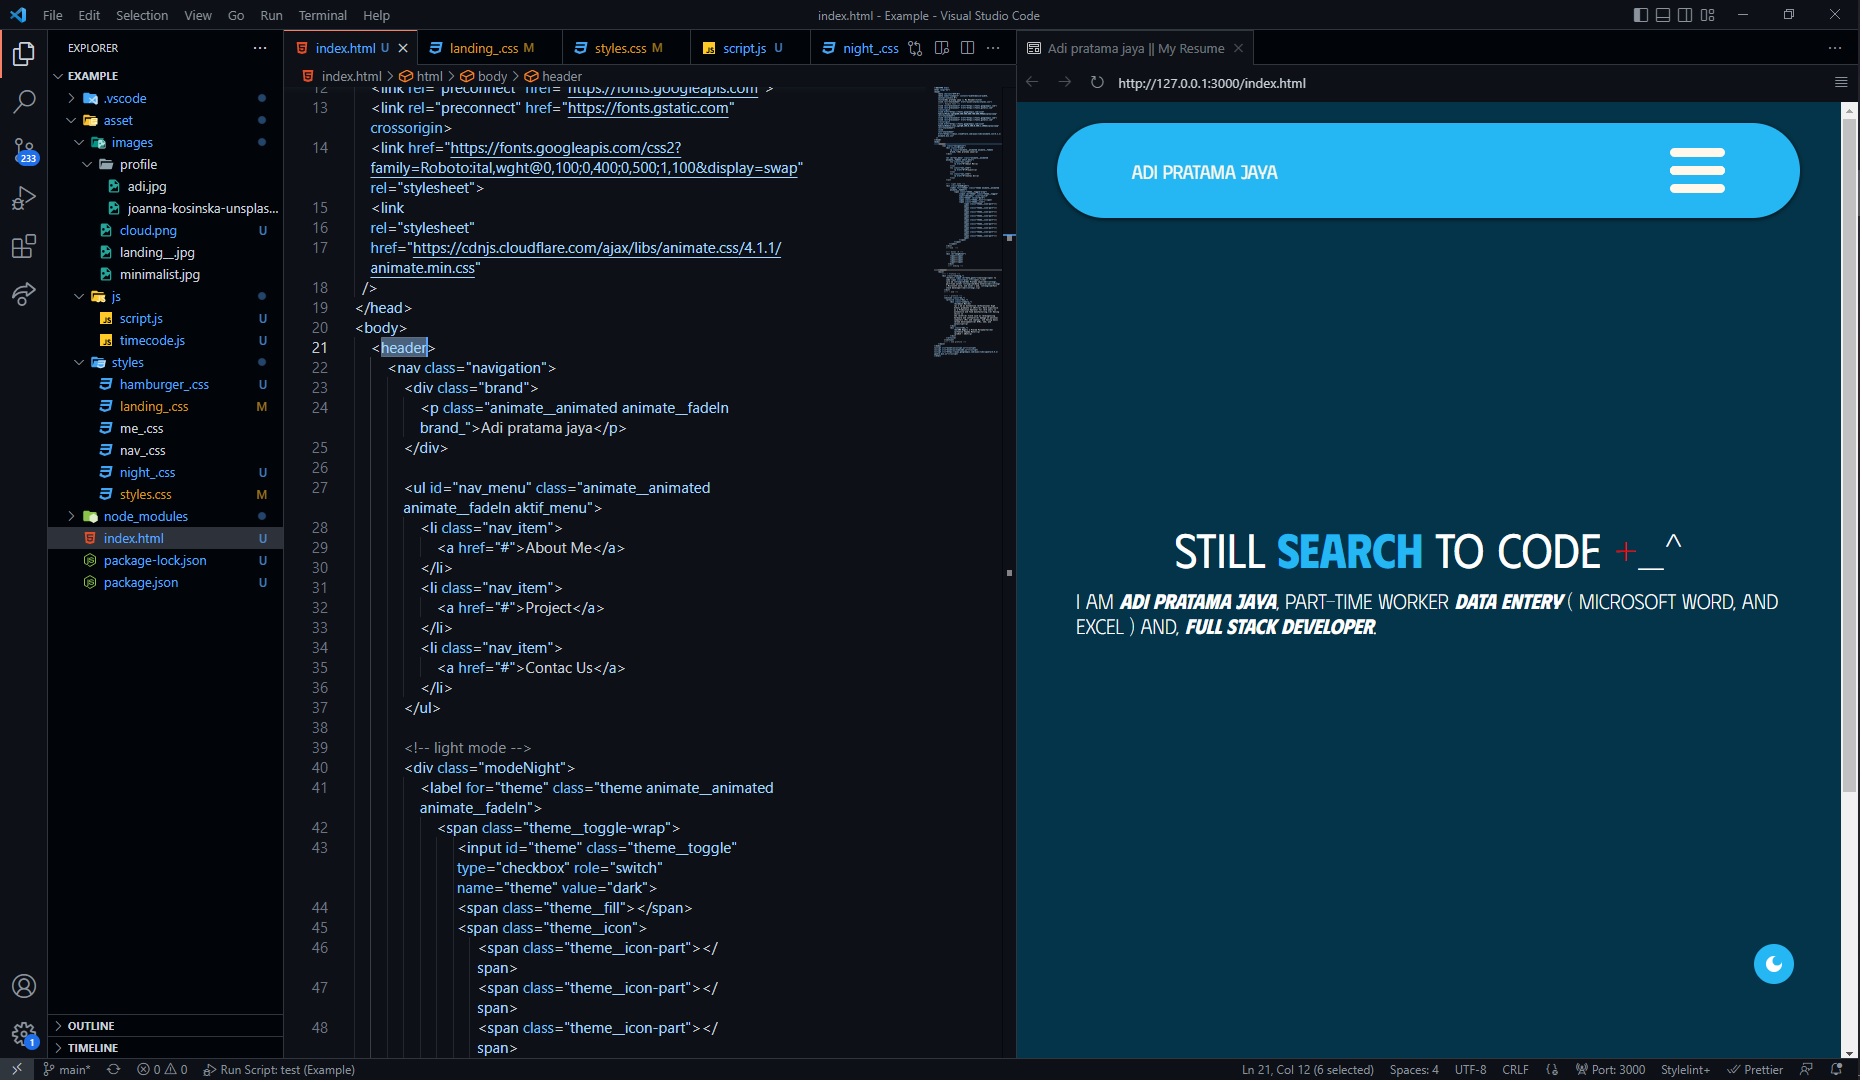 File Edit Selection View Go Run Terminal Help
index.html - Example - Visual Studio Code
EXPLORER
EXAMPLE
.vscode
asset
images
profile
adi.jpg
joanna-kosinska-unsplas...
cloud.png U
landing__.jpg
minimalist.jpg
js
script.js U
timecode.js U
styles
hamburger_.css U
landing_.css M
me_.css
nav_.css
night_.css U
styles.css M
node_modules
index.html U
package-lock.json U
package.json U
OUTLINE
TIMELINE
233
1
index.html U
landing_.css M
styles.css M
script.js U
night_.css
index.html > html > body > header
12 <link rel="preconnect" href="https://fonts.googleapis.com">
13 <link rel="preconnect" href="https://fonts.gstatic.com"
crossorigin>
14 <link href="https://fonts.googleapis.com/css2?
family=Roboto:ital,wght@0,100;0,400;0,500;1,100&display=swap"
rel="stylesheet">
15 <link
16 rel="stylesheet"
17 href="https://cdnjs.cloudflare.com/ajax/libs/animate.css/4.1.1/
animate.min.css"
18 />
19 </head>
20 <body>
21 <header>
22 <nav class="navigation">
23 <div class="brand">
24 <p class="animate__animated animate__fadeIn
brand_">Adi pratama jaya</p>
25 </div>
26
27 <ul id="nav_menu" class="animate__animated
animate__fadeIn aktif_menu">
28 <li class="nav_item">
29 <a href="#">About Me</a>
30 </li>
31 <li class="nav_item">
32 <a href="#">Project</a>
33 </li>
34 <li class="nav_item">
35 <a href="#">Contac Us</a>
36 </li>
37 </ul>
38
39 <!-- light mode -->
40 <div class="modeNight">
41 <label for="theme" class="theme animate__animated
animate__fadeIn">
42 <span class="theme__toggle-wrap">
43 <input id="theme" class="theme__toggle"
type="checkbox" role="switch"
name="theme" value="dark">
44 <span class="theme__fill"></span>
45 <span class="theme__icon">
46 <span class="theme__icon-part"></
span>
47 <span class="theme__icon-part"></
span>
48 <span class="theme__icon-part"></
span>
Adi pratama jaya || My Resume
http://127.0.0.1:3000/index.html
ADI PRATAMA JAYA
STILL SEARCH TO CODE +_^
I AM ADI PRATAMA JAYA, PART-TIME WORKER DATA ENTERY ( MICROSOFT WORD, AND
EXCEL ) AND, FULL STACK DEVELOPER.
main* 0 0 Run Script: test (Example)
Ln 21, Col 12 (6 selected) Spaces: 4 UTF-8 CRLF Port: 3000 Stylelint+ Prettier